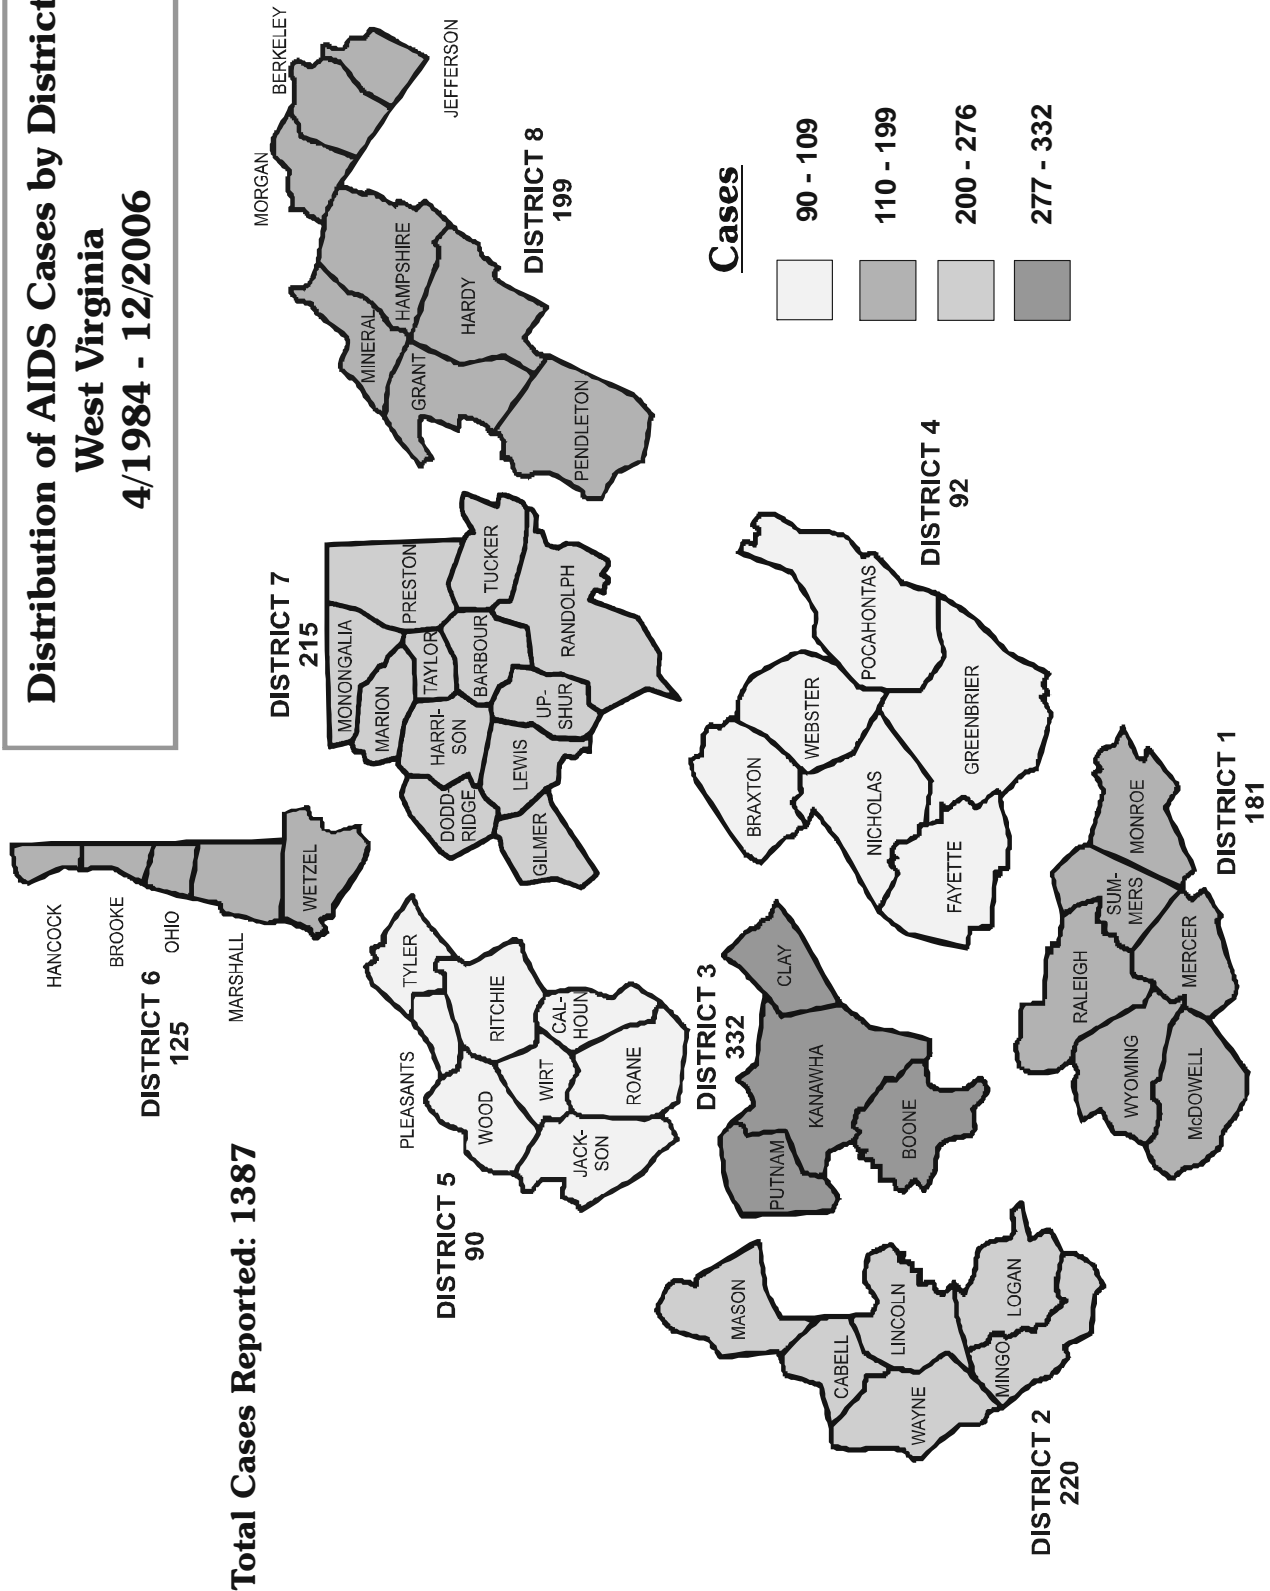 Distribution of AIDS Cases by District
West Virginia
4/1984 - 12/2006
Total Cases Reported: 1387
HANCOCK
BROOKE
OHIO
MARSHALL
WETZEL
DISTRICT 6
125
DISTRICT 7
215
MONONGALIA
PRESTON
MARION
TAYLOR
TUCKER
HARRI-
SON
BARBOUR
DODD-
RIDGE
LEWIS
UP-
SHUR
RANDOLPH
GILMER
MORGAN
BERKELEY
JEFFERSON
MINERAL
HAMPSHIRE
GRANT
HARDY
PENDLETON
DISTRICT 8
199
PLEASANTS
TYLER
WOOD
RITCHIE
WIRT
CAL-
HOUN
JACK-
SON
ROANE
DISTRICT 5
90
DISTRICT 3
332
PUTNAM
KANAWHA
CLAY
BOONE
BRAXTON
WEBSTER
POCAHONTAS
NICHOLAS
GREENBRIER
FAYETTE
DISTRICT 4
92
MASON
CABELL
LINCOLN
WAYNE
LOGAN
MINGO
DISTRICT 2
220
RALEIGH
SUM-
MERS
MONROE
WYOMING
MERCER
McDOWELL
DISTRICT 1
181
Cases
90 - 109
110 - 199
200 - 276
277 - 332